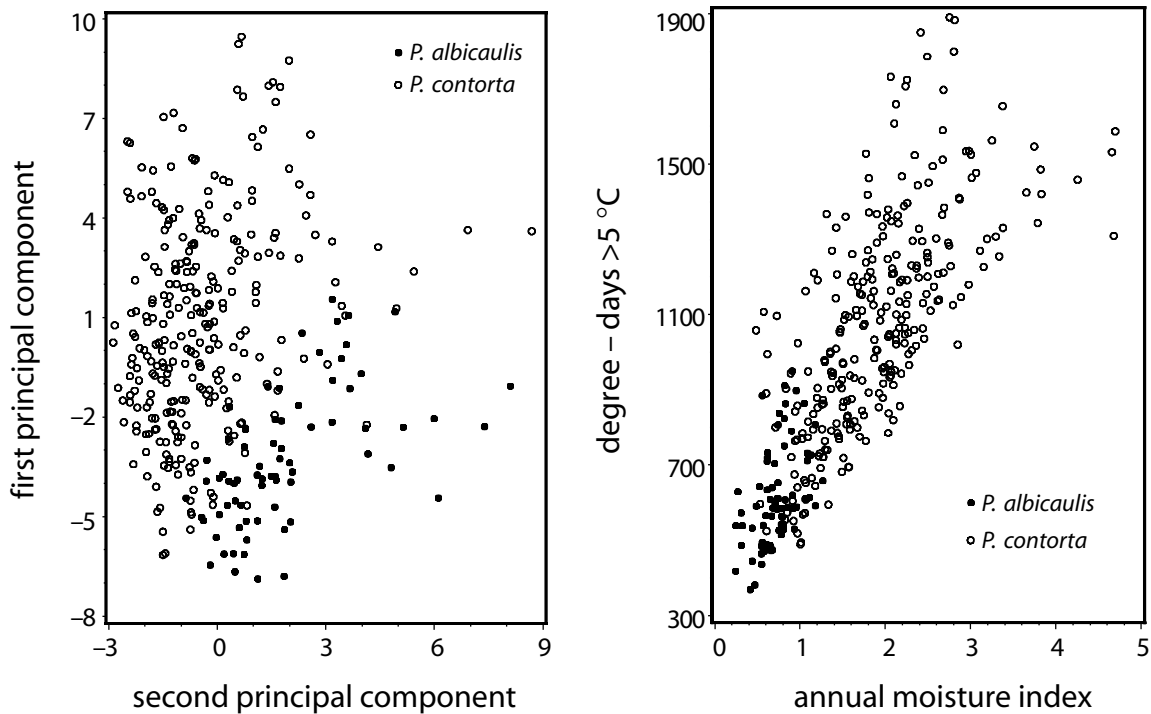 10
7
4
1
–2
–5
–8
–3
0
3
6
9
first principal component
second principal component
P. albicaulis
P. contorta
1900
1500
1100
700
300
0
1
2
3
4
5
degree – days >5 °C
annual moisture index
P. albicaulis
P. contorta